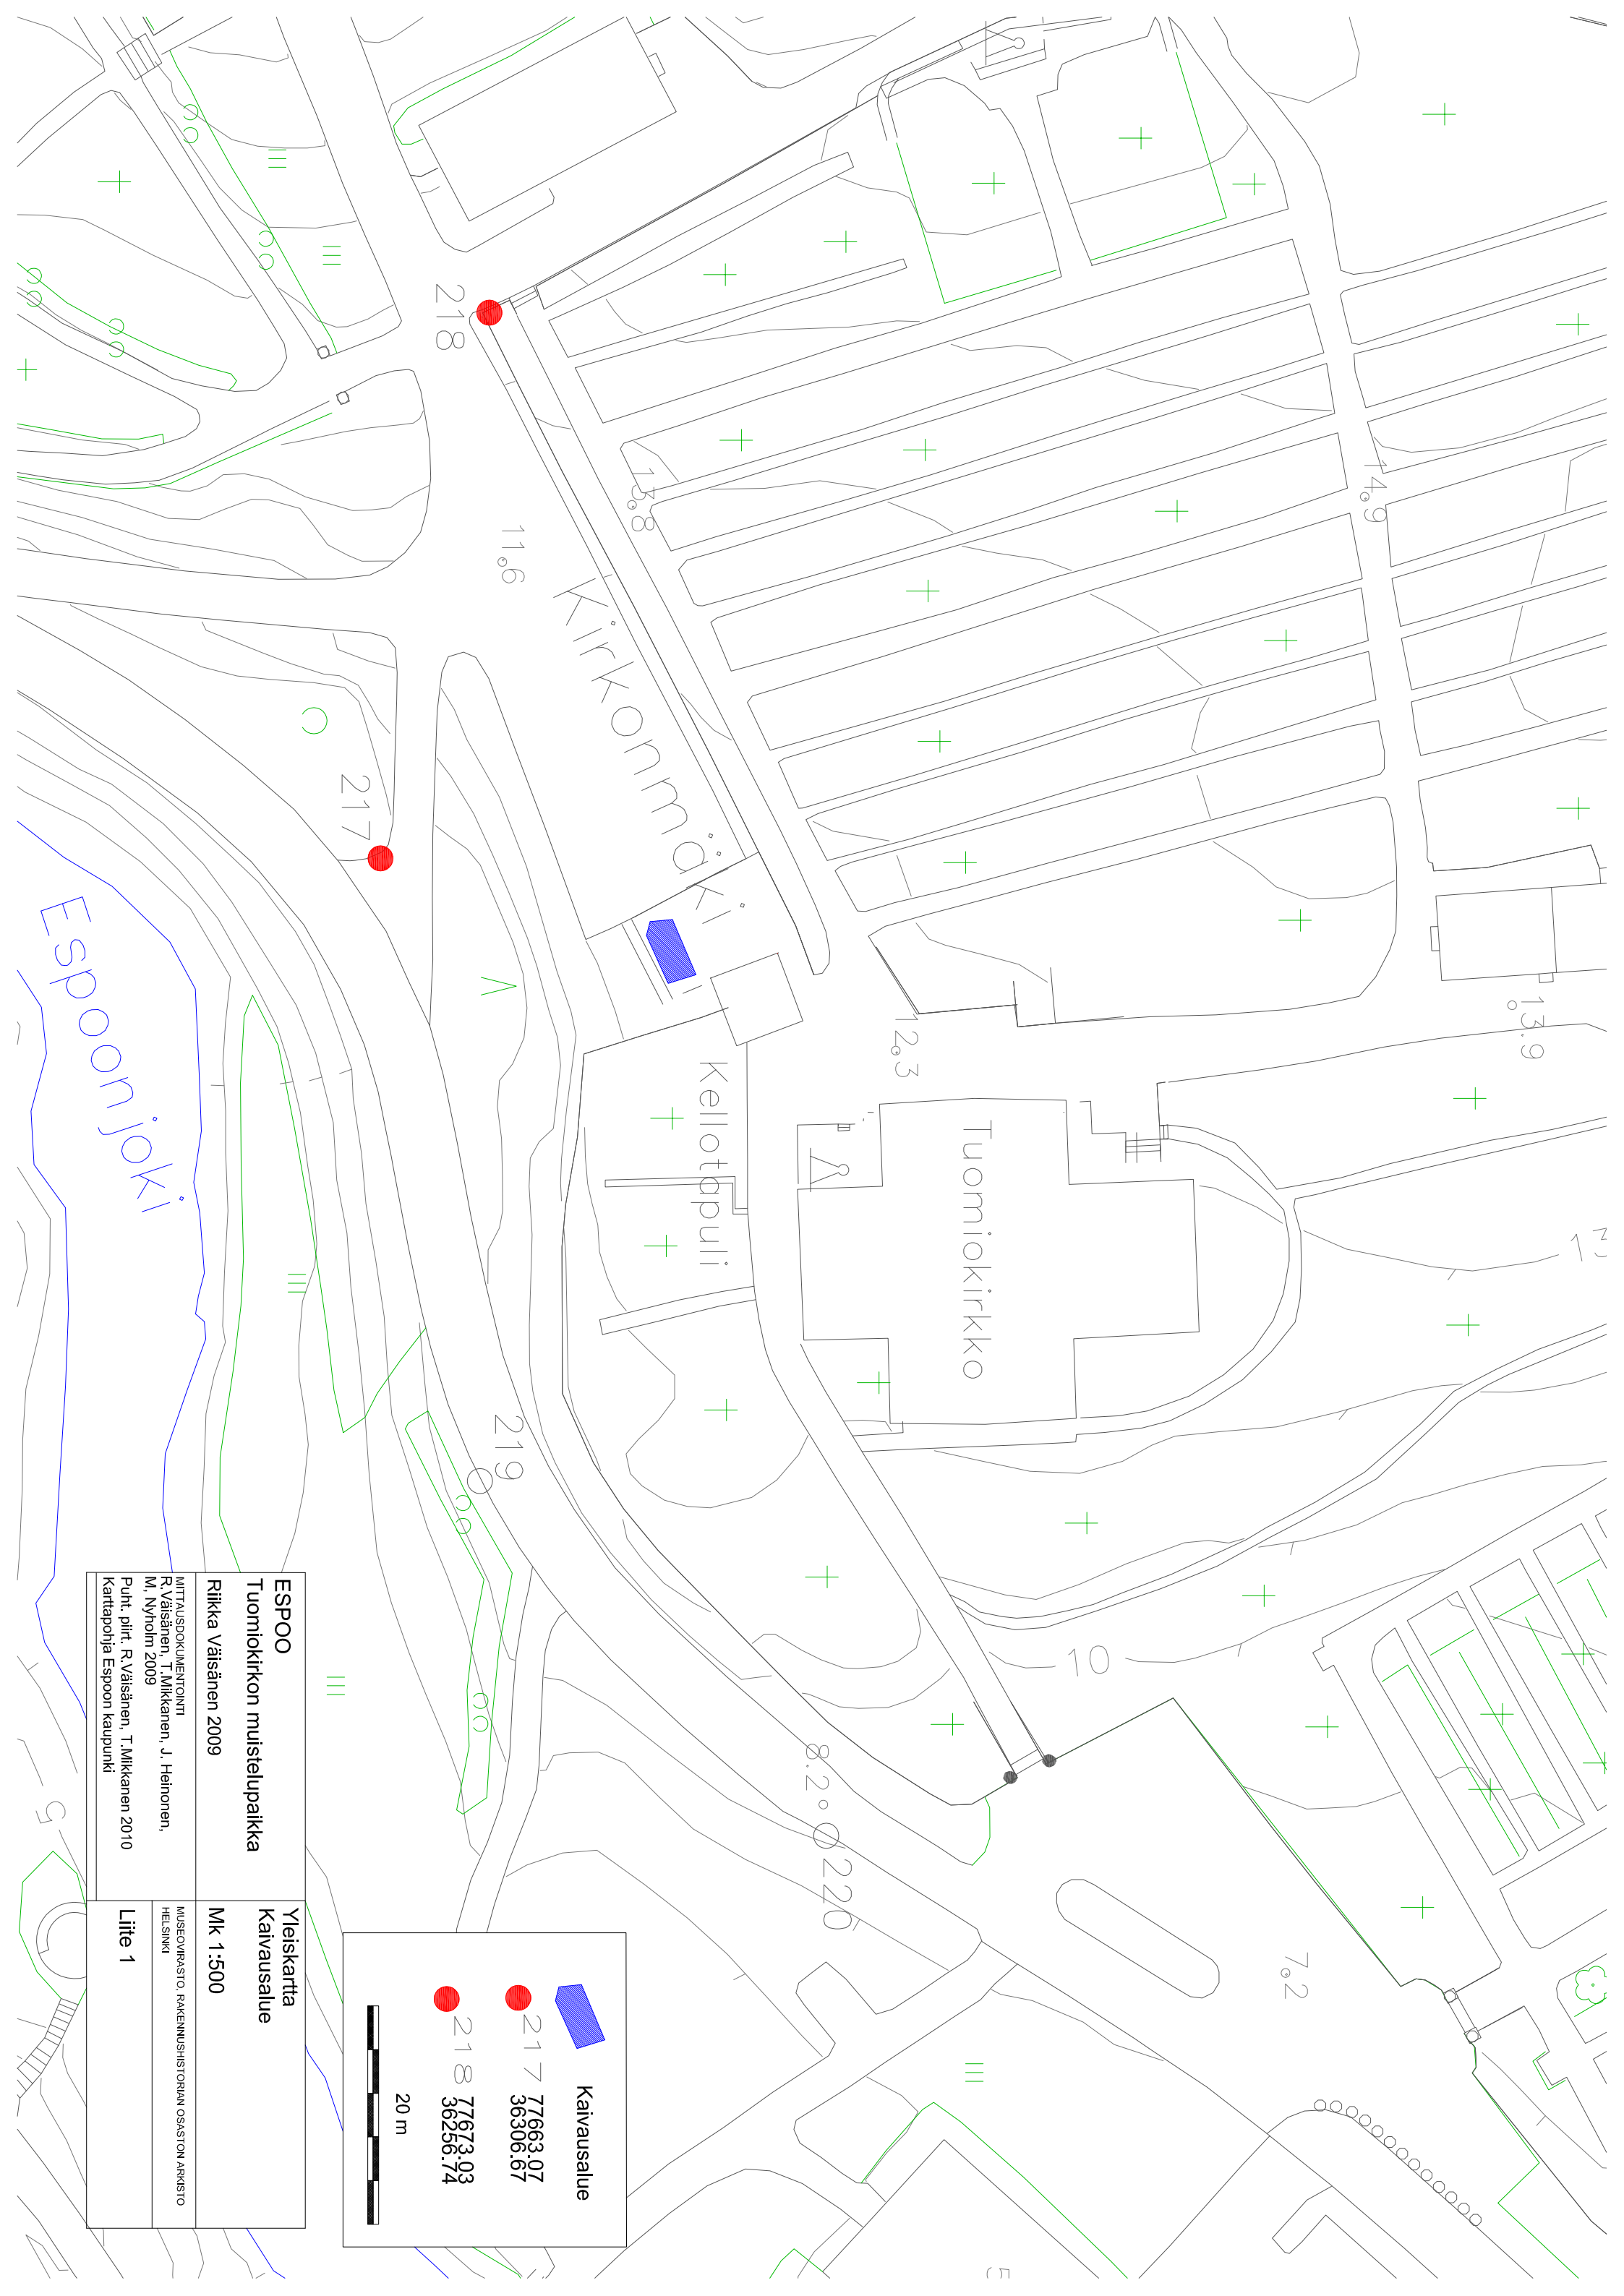 218
13.8
14.9
11.6
Kirkonmäki
217
Espoonjoki
12.3
13.9
Kellotapuli
Tuomiokirkko
13
219
10
8.2
220
7.2
9
ESPOO
Tuomiokirkon muistelupaikka
Riikka Väisänen 2009
MITTAUSDOKUMENTOINTI
R.Väisänen, T.Mikkanen, J. Heinonen,
M, Nyholm 2009
Puht. piirt. R.Väisänen, T.Mikkanen 2010
Karttapohja Espoon kaupunki
Yleiskartta
Kaivausalue
Mk 1:500
MUSEOVIRASTO, RAKENNUSHISTORIAN OSASTON ARKISTO
HELSINKI
Liite 1
Kaivausalue
217 77663.07
36306.67
218 77673.03
36256.74
20 m